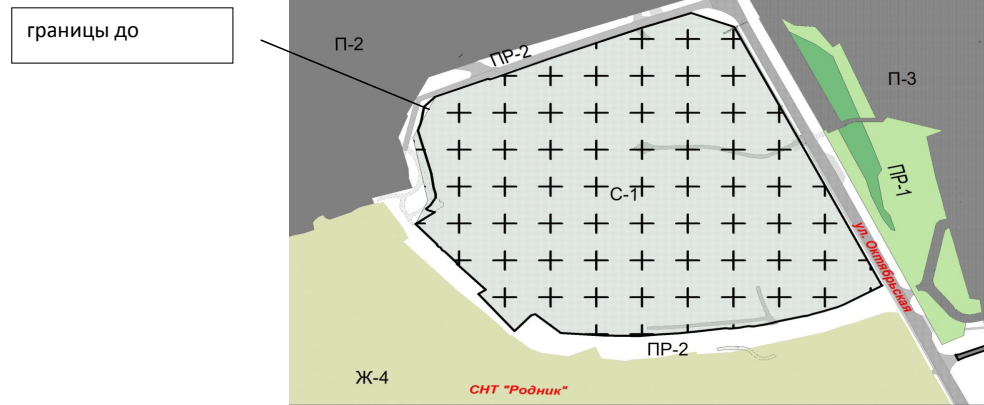 границы до
П-2
ПР-2
П-3
ПР-1
С-1
ул. Октябрьская
ПР-2
Ж-4
СНТ "Родник"